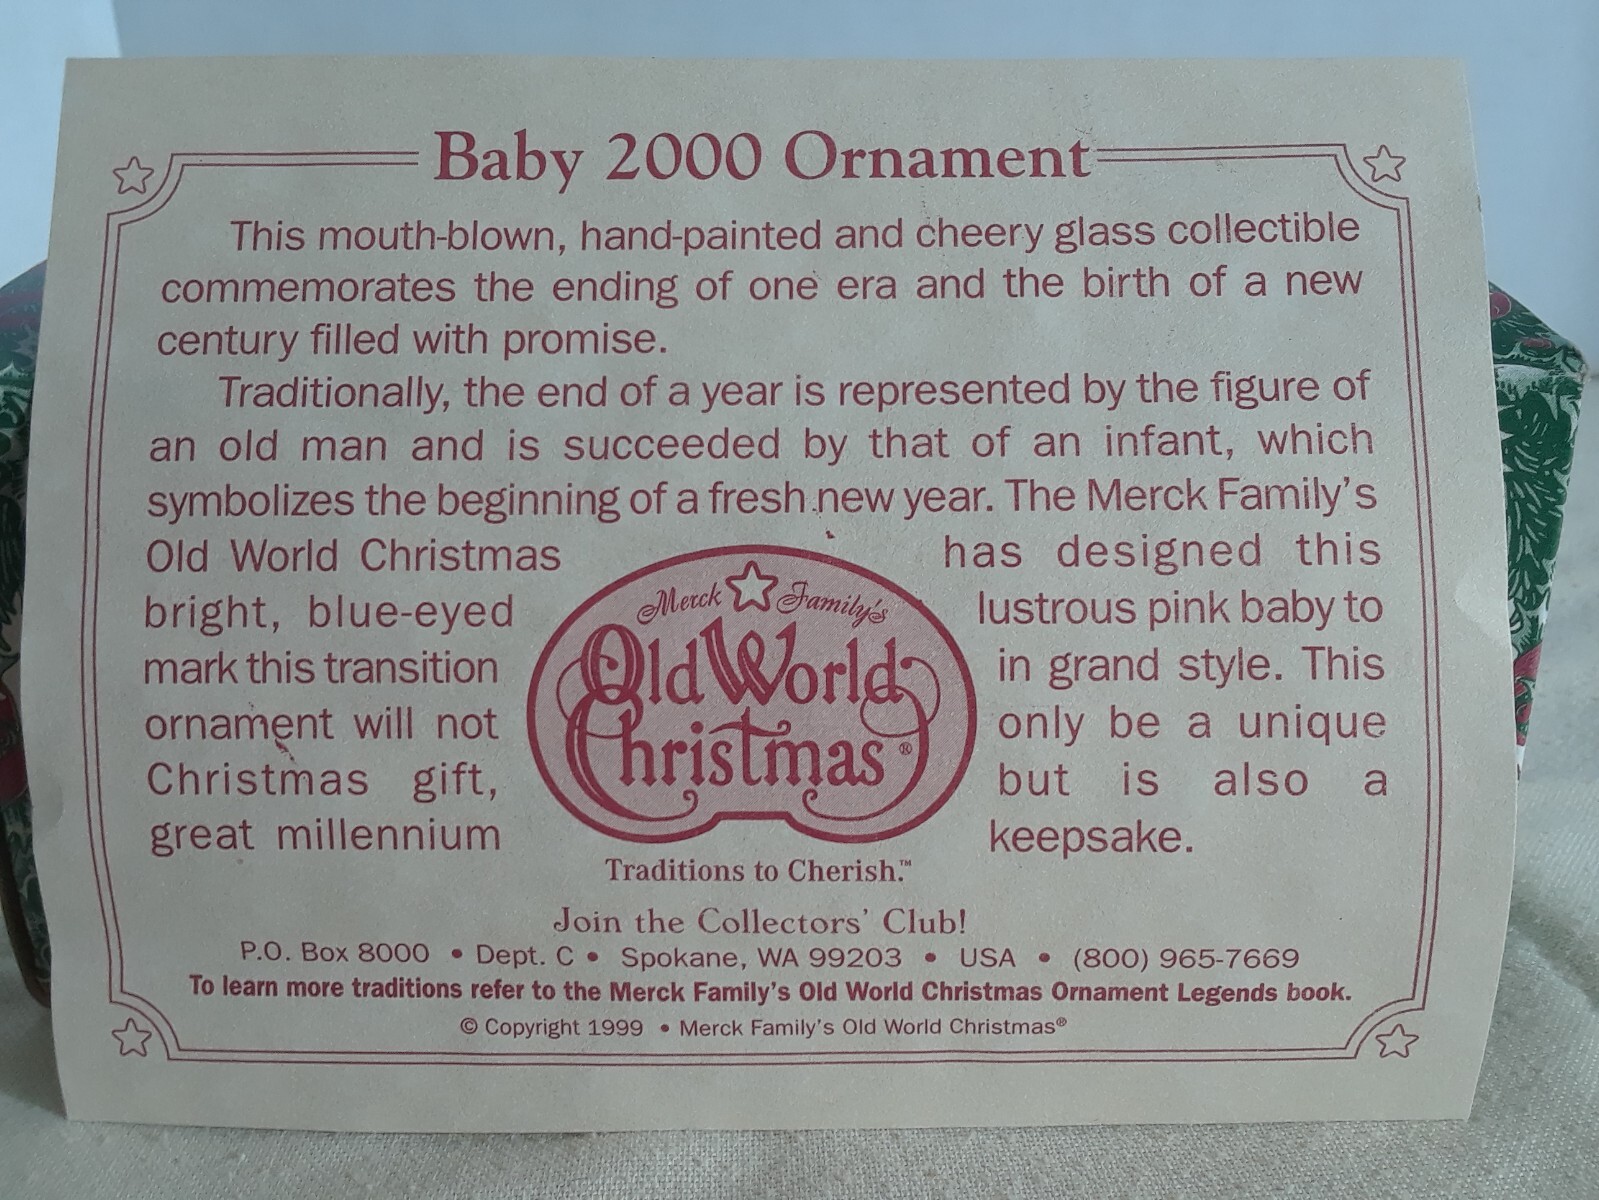 Baby 2000 Ornament
This mouth-blown, hand-painted and cheery glass collectible
commemorates the ending of one era and the birth of a new
century filled with promise.
Traditionally, the end of a year is represented by the figure of
an old man and is succeeded by that of an infant, which
symbolizes the beginning of a fresh new year. The Merck Family's
Old World Christmas has designed this
bright, blue-eyed lustrous pink baby to
mark this transition in grand style. This
ornament will not only be a unique
Christmas gift, but is also a
great millennium keepsake.
Merck Family's
Old World
Christmas®
Traditions to Cherish.™
Join the Collectors' Club!
P.O. Box 8000 • Dept. C • Spokane, WA 99203 • USA • (800) 965-7669
To learn more traditions refer to the Merck Family's Old World Christmas Ornament Legends book.
© Copyright 1999 • Merck Family's Old World Christmas®